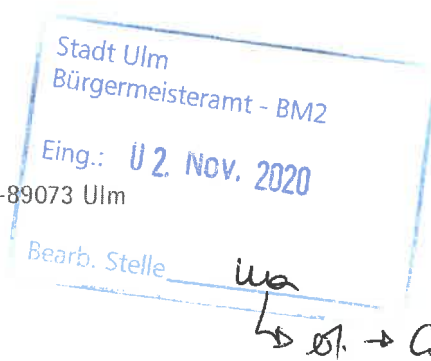 Stadt Ulm
Bürgermeisteramt - BM2
Eing.: 02. Nov. 2020
-89073 Ulm
Bearb. Stelle